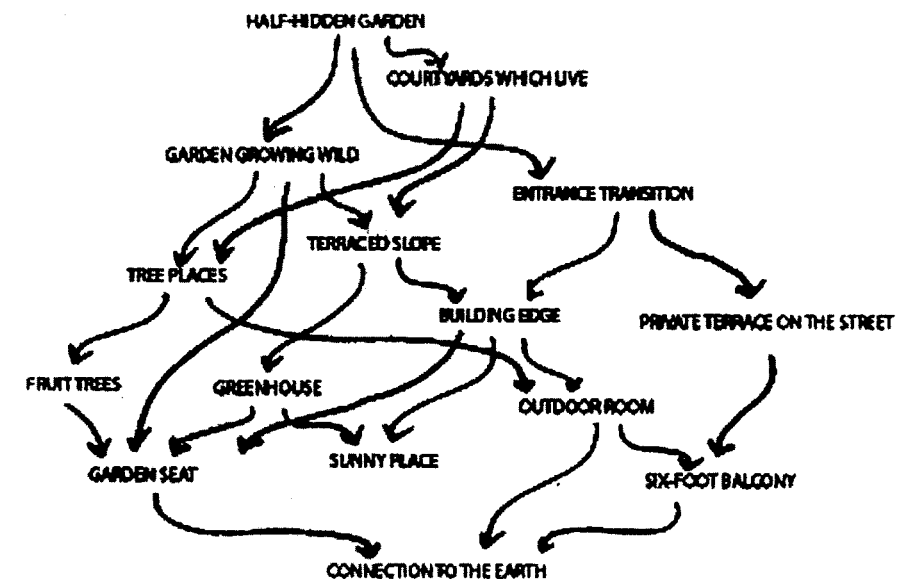 HALF-HIDDEN GARDEN
COURTYARDS WHICH LIVE
GARDEN GROWING WILD
ENTRANCE TRANSITION
TERRACED SLOPE
TREE PLACES
BUILDING EDGE
PRIVATE TERRACE ON THE STREET
FRUIT TREES
GREENHOUSE
OUTDOOR ROOM
GARDEN SEAT
SUNNY PLACE
SIX-FOOT BALCONY
CONNECTION TO THE EARTH